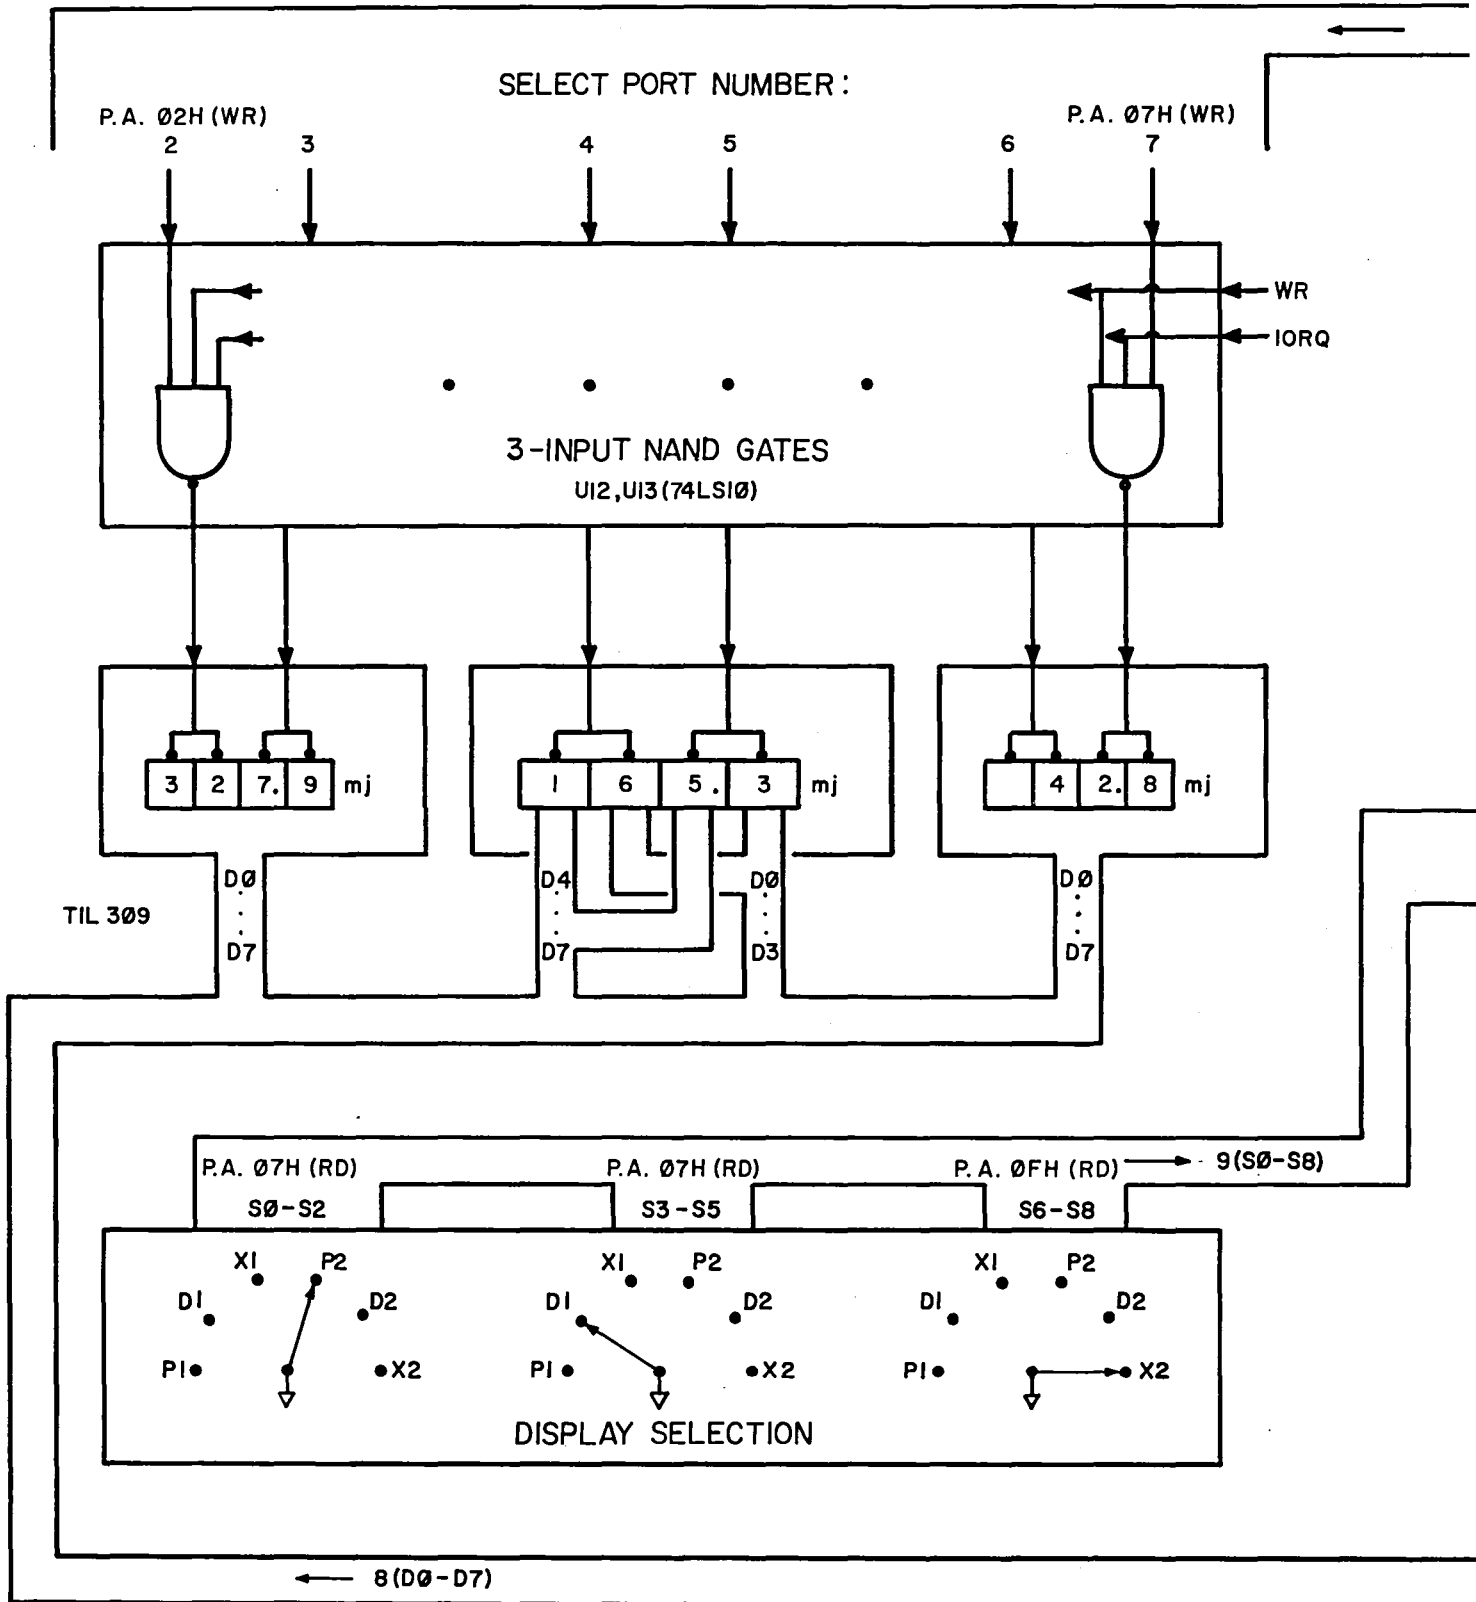 SELECT PORT NUMBER:
P.A. Ø2H (WR)
P.A. Ø7H (WR)
2 3 4 5 6 7
WR
IORQ
3-INPUT NAND GATES
U12, U13 (74LS1Ø)
3 2 7. 9 mj
1 6 5. 3 mj
4 2. 8 mj
DØ D4 DØ DØ
TIL 3Ø9
D7 D7 D3 D7
P.A. Ø7H (RD) P.A. Ø7H (RD) P.A. ØFH (RD) 9(SØ-S8)
SØ-S2 S3-S5 S6-S8
X1 P2 X1 P2 X1 P2
D1 D2 D1 D2 D1 D2
P1 X2 P1 X2 P1 X2
DISPLAY SELECTION
8(DØ-D7)